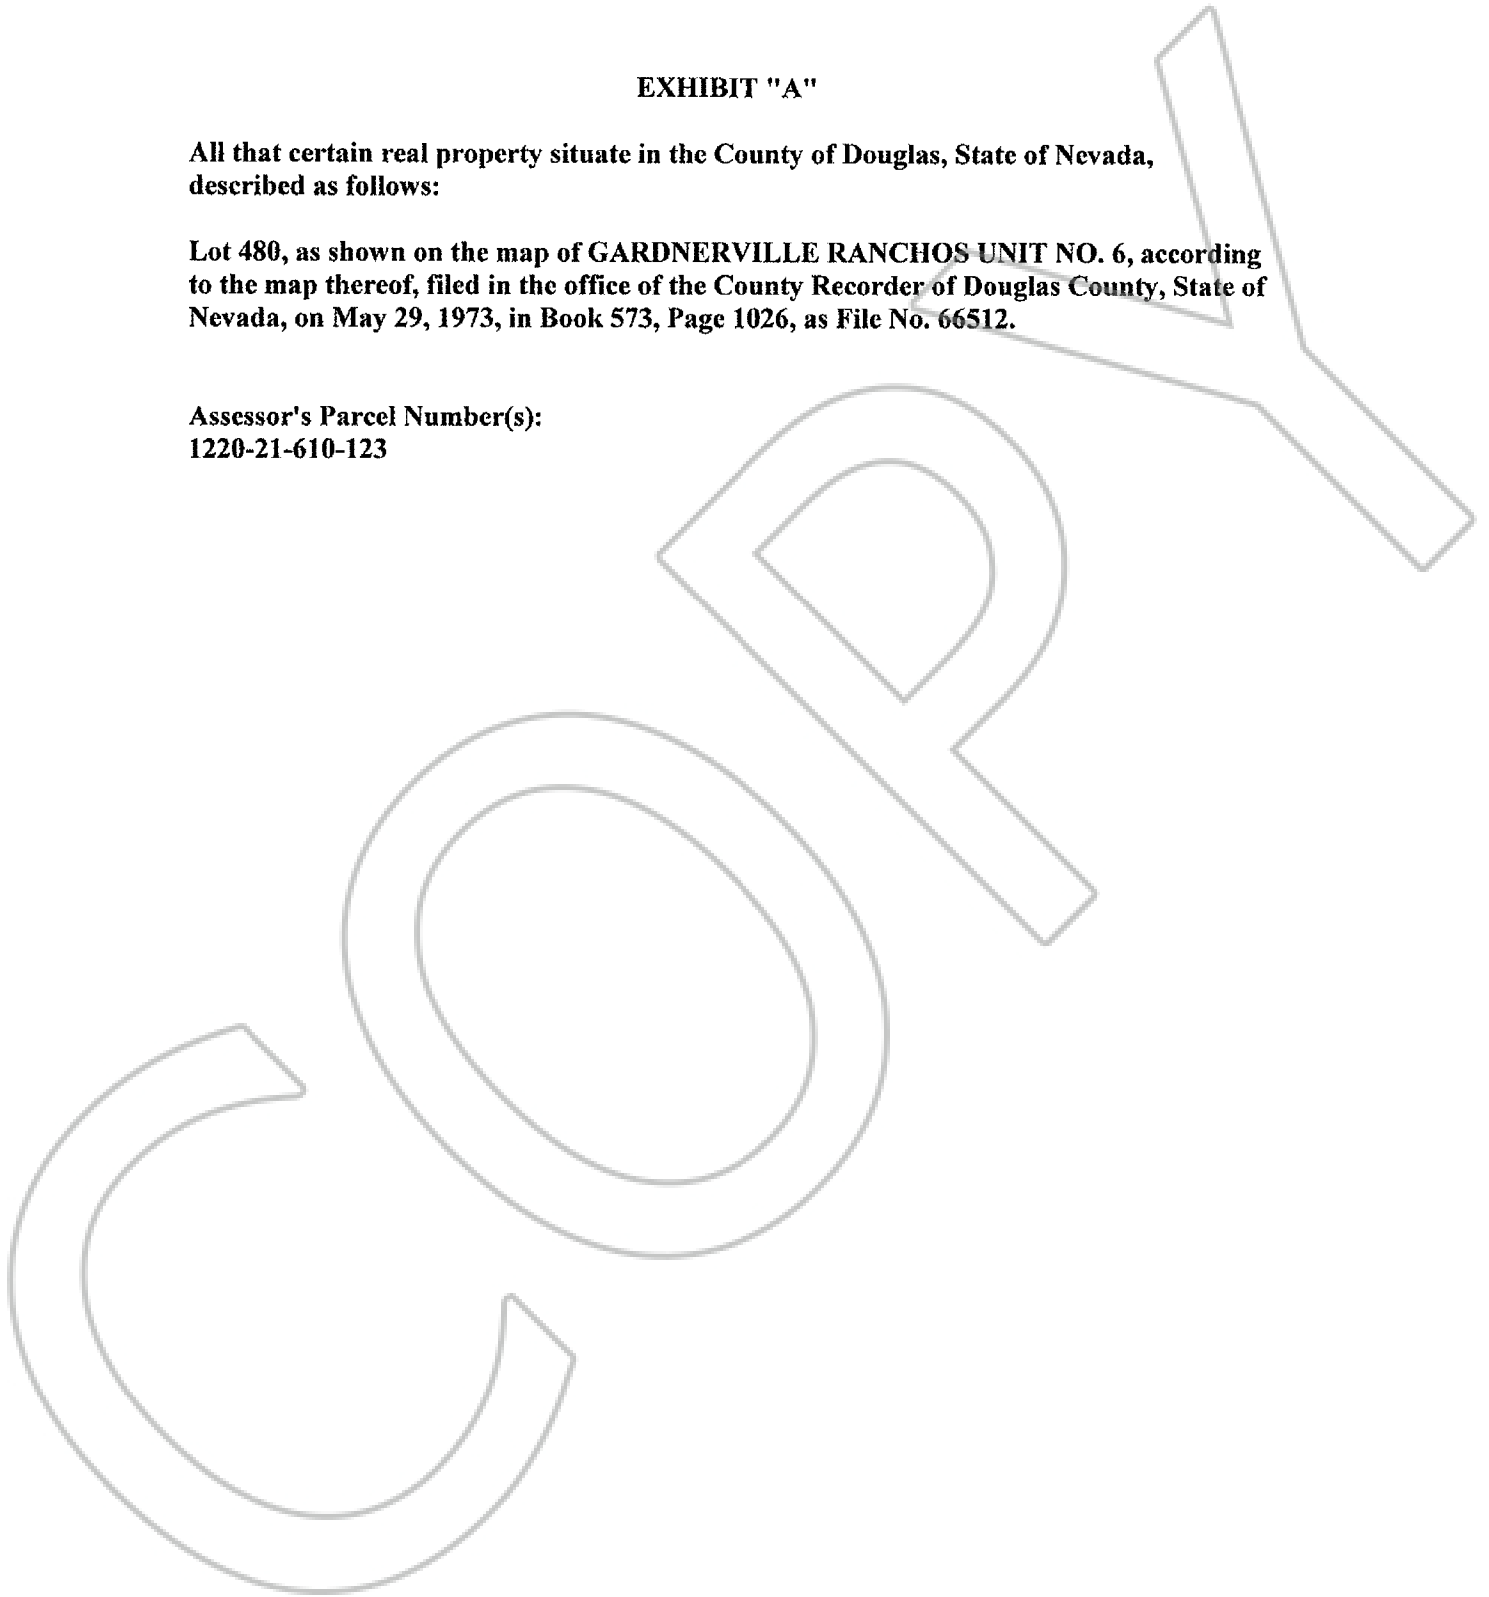 EXHIBIT "A"
All that certain real property situate in the County of Douglas, State of Nevada,
described as follows:
Lot 480, as shown on the map of GARDNERVILLE RANCHOS UNIT NO. 6, according
to the map thereof, filed in the office of the County Recorder of Douglas County, State of
Nevada, on May 29, 1973, in Book 573, Page 1026, as File No. 66512.
Assessor's Parcel Number(s):
1220-21-610-123
COPY